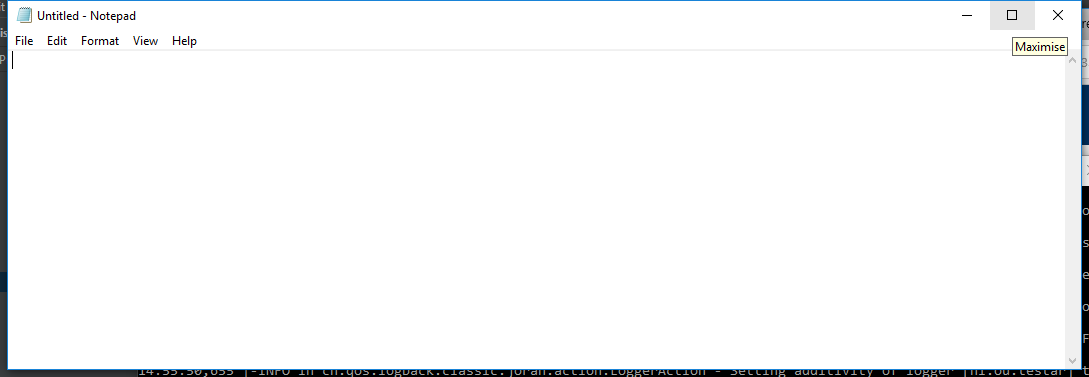 Untitled - Notepad
File Edit Format View Help
Maximise
14:55:50,655 |-INFO in ch.qos.logback.classic.joran.action.LoggerAction - Setting additivity of logger [nl.ou.testar]